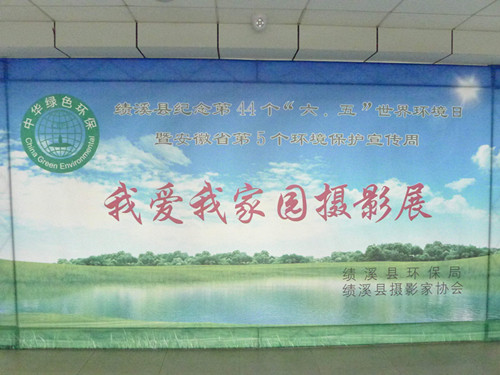 中华绿色环保
China Green Environmental
绩溪县纪念第44个“六.五”世界环境日
暨安徽省第5个环境保护宣传周
我爱我家园摄影展
绩溪县环保局
绩溪县摄影家协会